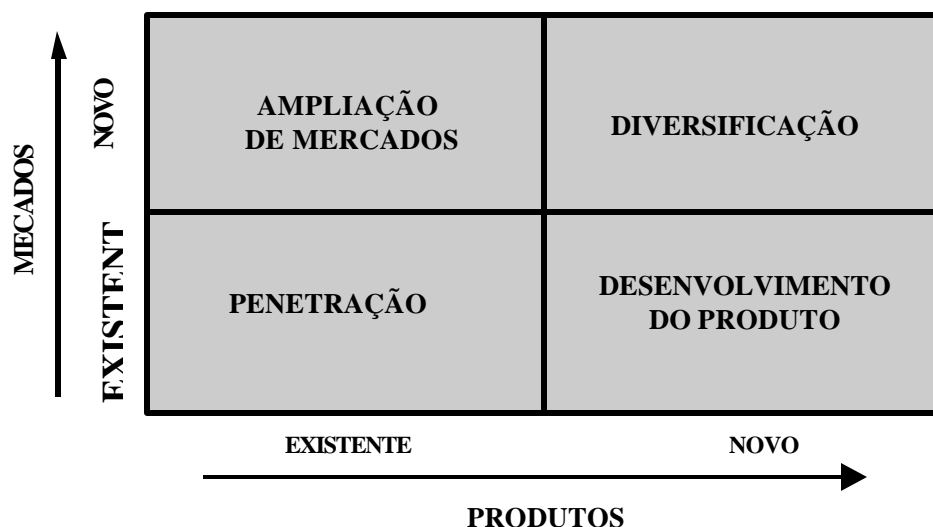 MECADOS
NOVO
EXISTENT
AMPLIAÇÃO
DE MERCADOS
DIVERSIFICAÇÃO
PENETRAÇÃO
DESENVOLVIMENTO
DO PRODUTO
EXISTENTE
NOVO
PRODUTOS